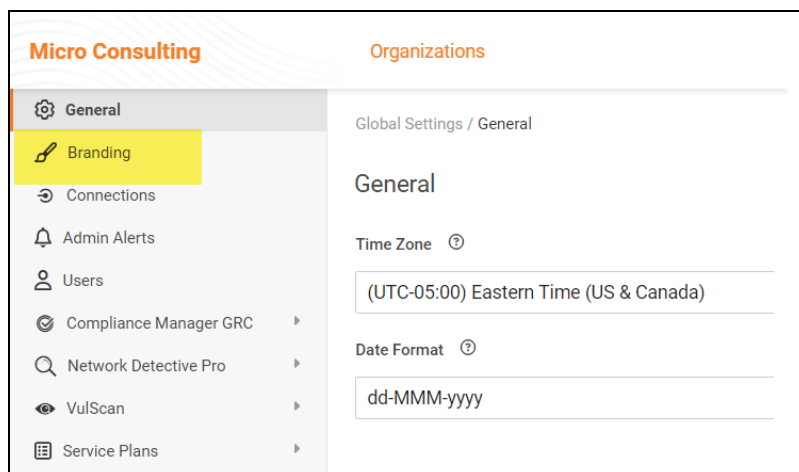 Micro Consulting
Organizations
General
Branding
Connections
Admin Alerts
Users
Compliance Manager GRC
Network Detective Pro
VulScan
Service Plans
Global Settings / General
General
Time Zone
(UTC-05:00) Eastern Time (US & Canada)
Date Format
dd-MMM-yyyy